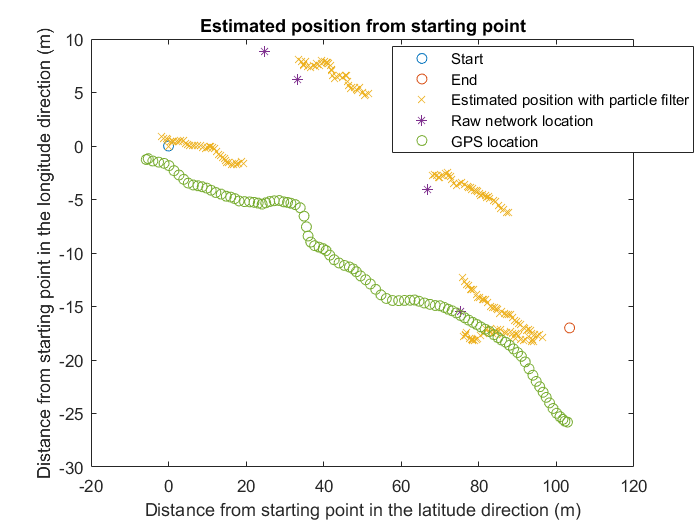 Estimated position from starting point
Start
End
Estimated position with particle filter
Raw network location
GPS location
10
5
0
-5
-10
-15
-20
-25
-30
-20
0
20
40
60
80
100
120
Distance from starting point in the longitude direction (m)
Distance from starting point in the latitude direction (m)